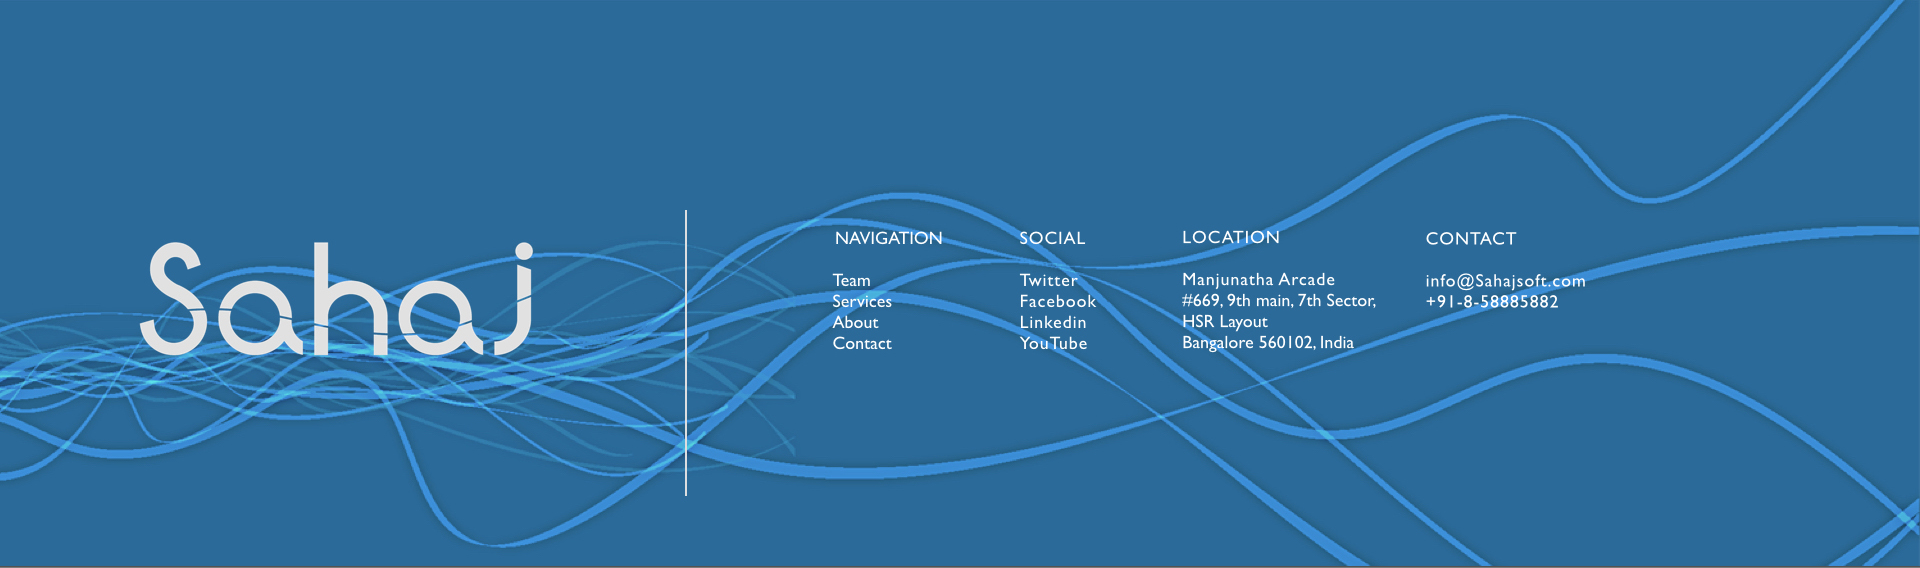 Sahaj
NAVIGATION
Team
Services
About
Contact
SOCIAL
Twitter
Facebook
Linkedin
YouTube
LOCATION
Manjunatha Arcade
#669, 9th main, 7th Sector,
HSR Layout
Bangalore 560102, India
CONTACT
info@Sahajsoft.com
+91-8-58885882